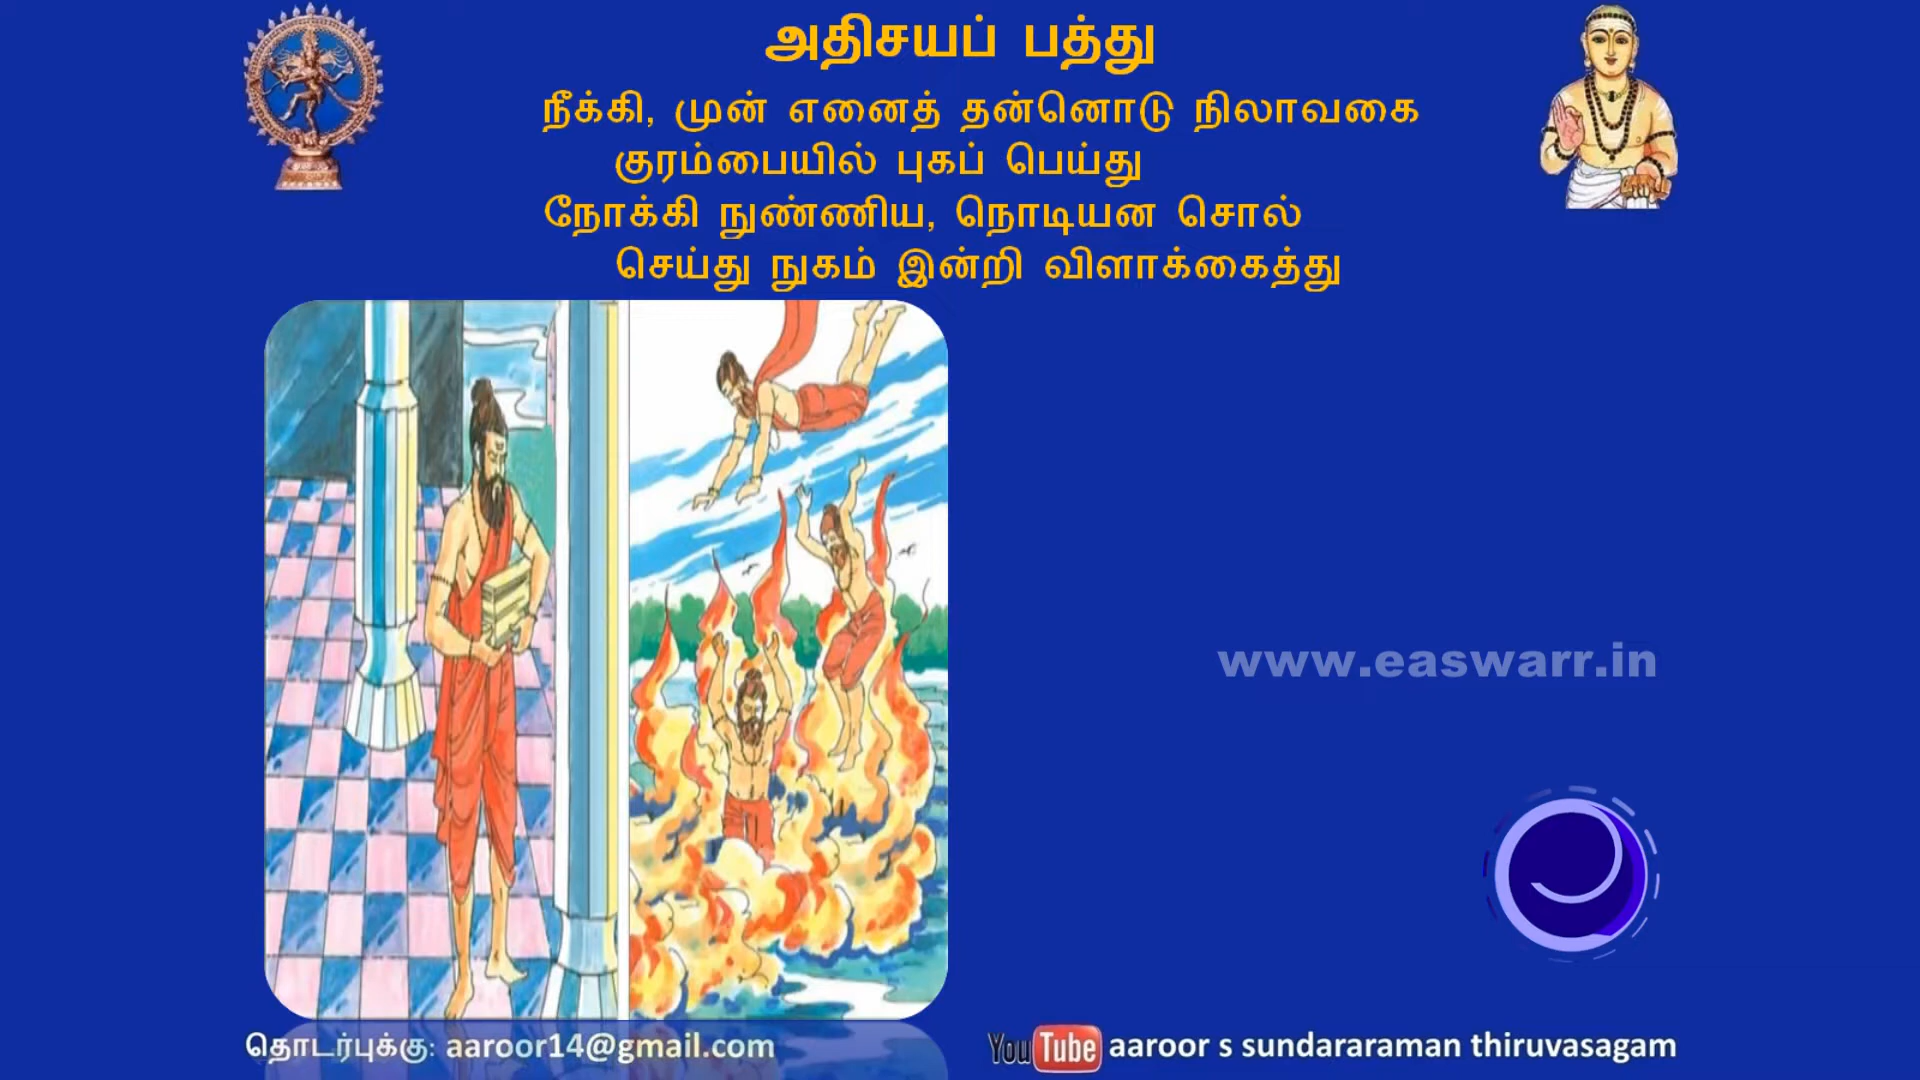 அதிசயப் பத்து
நீக்கி, முன் எனைத் தன்னொடு நிலாவகை
குரம்பையில் புகப் பெய்து
நோக்கி நுண்ணிய, நொடியன சொல்
செய்து நுகம் இன்றி விளாக்கைத்து
www.easwarr.in
தொடர்புக்கு: aaroor14@gmail.com
YouTube aaroor s sundararaman thiruvasagam